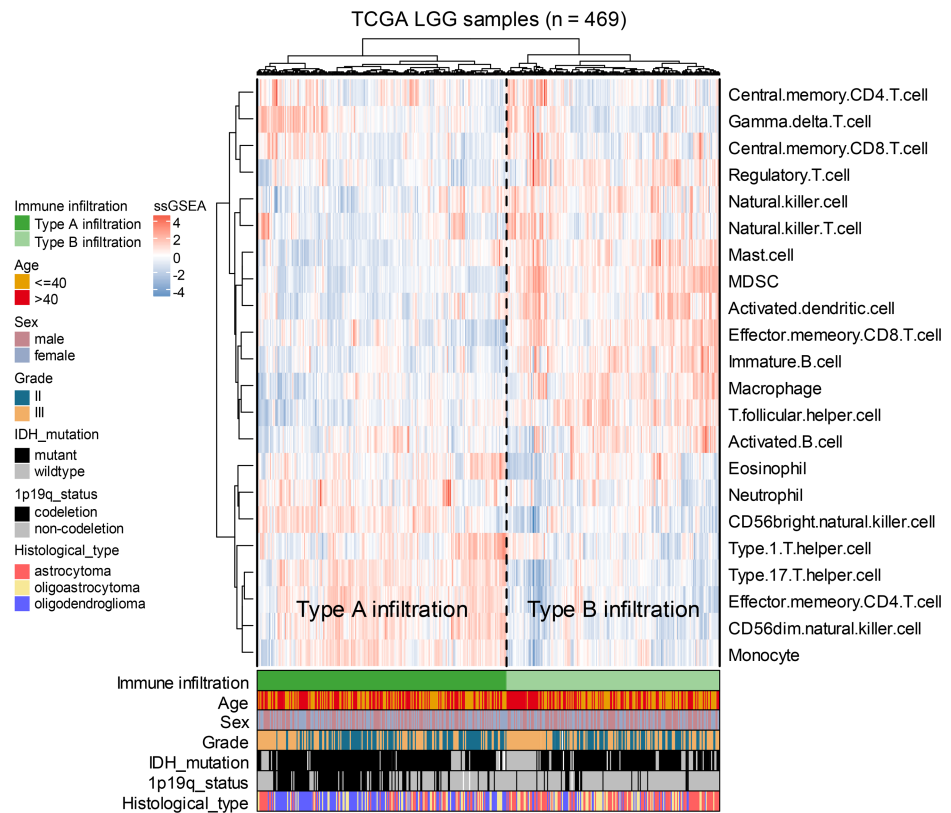 TCGA LGG samples (n = 469)
Immune infiltration
Type A infiltration
Type B infiltration
Age
<=40
>40
Sex
male
female
Grade
II
III
IDH_mutation
mutant
wildtype
1p19q_status
codeletion
non-codeletion
Histological_type
astrocytoma
oligoastrocytoma
oligodendroglioma
ssGSEA
4
2
0
-2
-4
Central.memory.CD4.T.cell
Gamma.delta.T.cell
Central.memory.CD8.T.cell
Regulatory.T.cell
Natural.killer.cell
Natural.killer.T.cell
Mast.cell
MDSC
Activated.dendritic.cell
Effector.memeory.CD8.T.cell
Immature.B.cell
Macrophage
T.follicular.helper.cell
Activated.B.cell
Eosinophil
Neutrophil
CD56bright.natural.killer.cell
Type.1.T.helper.cell
Type.17.T.helper.cell
Effector.memeory.CD4.T.cell
CD56dim.natural.killer.cell
Monocyte
Type A infiltration
Type B infiltration
Immune infiltration
Age
Sex
Grade
IDH_mutation
1p19q_status
Histological_type